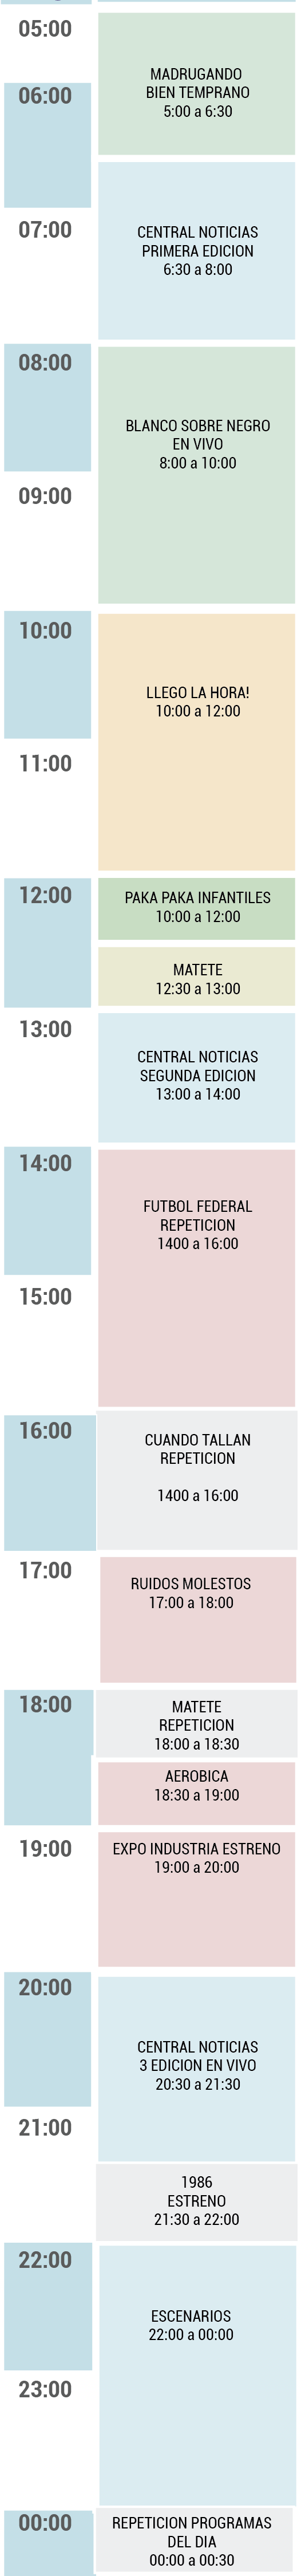 05:00
MADRUGANDO
BIEN TEMPRANO
5:00 a 6:30
06:00
07:00
CENTRAL NOTICIAS
PRIMERA EDICION
6:30 a 8:00
08:00
BLANCO SOBRE NEGRO
EN VIVO
8:00 a 10:00
09:00
10:00
LLEGO LA HORA!
10:00 a 12:00
11:00
12:00
PAKA PAKA INFANTILES
10:00 a 12:00
MATETE
12:30 a 13:00
13:00
CENTRAL NOTICIAS
SEGUNDA EDICION
13:00 a 14:00
14:00
FUTBOL FEDERAL
REPETICION
1400 a 16:00
15:00
16:00
CUANDO TALLAN
REPETICION
1400 a 16:00
17:00
RUIDOS MOLESTOS
17:00 a 18:00
18:00
MATETE
REPETICION
18:00 a 18:30
AEROBICA
18:30 a 19:00
19:00
EXPO INDUSTRIA ESTRENO
19:00 a 20:00
20:00
CENTRAL NOTICIAS
3 EDICION EN VIVO
20:30 a 21:30
21:00
1986
ESTRENO
21:30 a 22:00
22:00
ESCENARIOS
22:00 a 00:00
23:00
00:00
REPETICION PROGRAMAS
DEL DIA
00:00 a 00:30